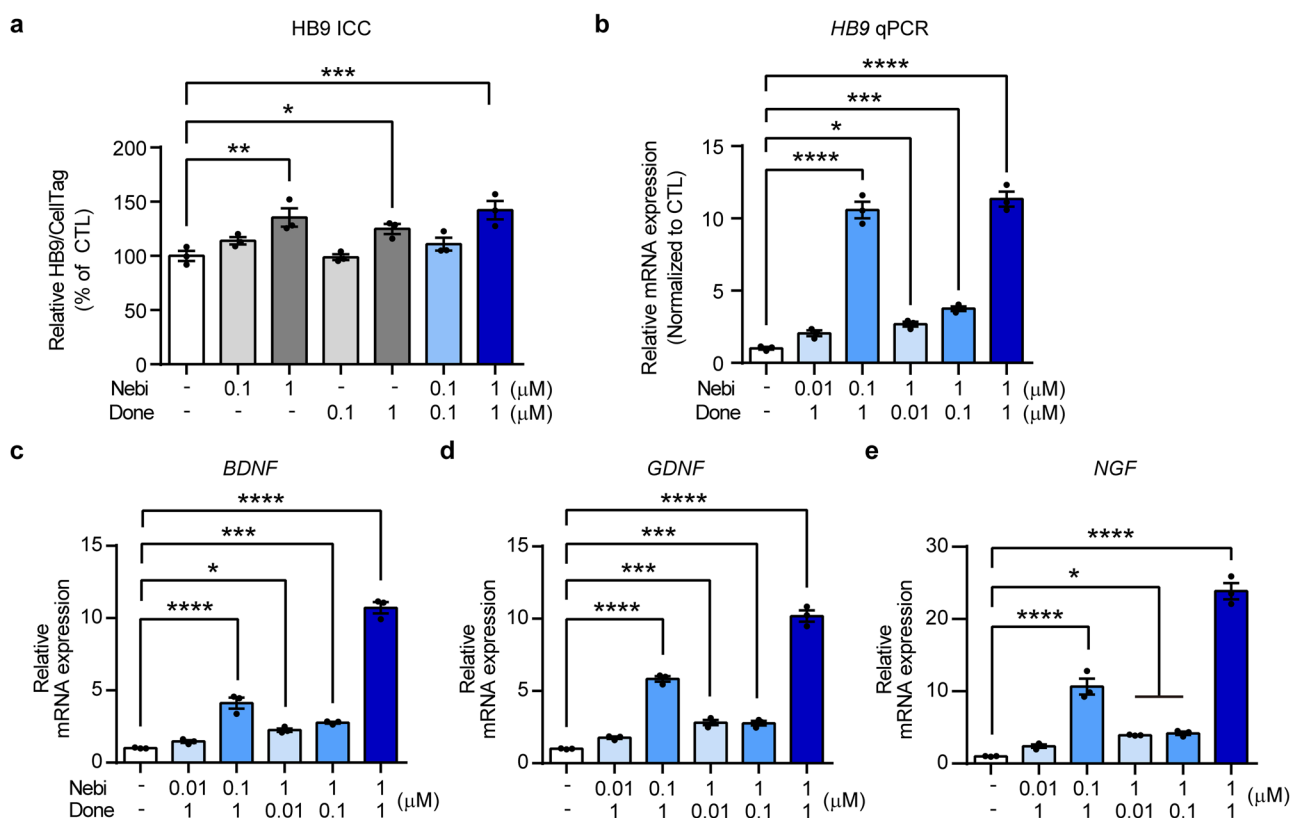 a
HB9 ICC
***
*
**
Relative HB9/CellTag
(% of CTL)
200
150
100
50
0
Nebi - 0.1 1 - - 0.1 1 (μM)
Done - - - 0.1 1 0.1 1 (μM)
b
HB9 qPCR
****
***
*
****
Relative mRNA expression
(Normalized to CTL)
15
10
5
0
Nebi - 0.01 0.1 1 1 1 (μM)
Done - 1 1 0.01 0.1 1 (μM)
c
BDNF
****
***
*
****
Relative
mRNA expression
15
10
5
0
Nebi - 0.01 0.1 1 1 1
Done - 1 1 0.01 0.1 1
(μM)
d
GDNF
****
***
***
****
Relative
mRNA expression
15
10
5
0
- 0.01 0.1 1 1 1
- 1 1 0.01 0.1 1
(μM)
e
NGF
****
*
****
Relative
mRNA expression
30
20
10
0
- 0.01 0.1 1 1 1
- 1 1 0.01 0.1 1
(μM)